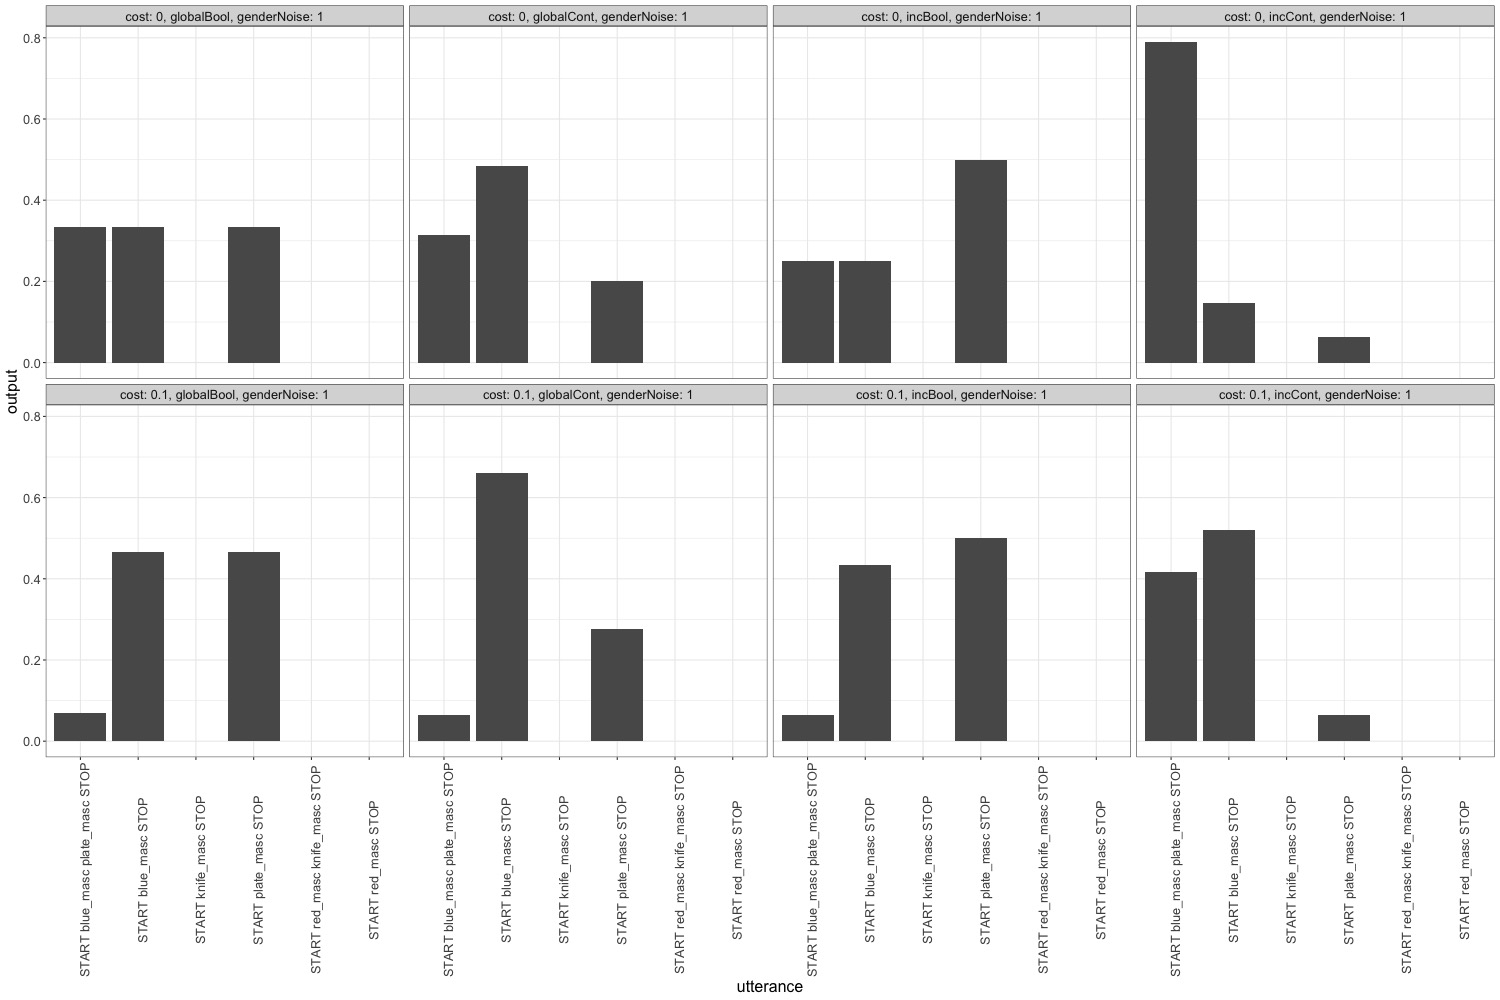 cost: 0, globalBool, genderNoise: 1
cost: 0, globalCont, genderNoise: 1
cost: 0, incBool, genderNoise: 1
cost: 0, incCont, genderNoise: 1
0.8
0.6
0.4
0.2
0.0
output
cost: 0.1, globalBool, genderNoise: 1
cost: 0.1, globalCont, genderNoise: 1
cost: 0.1, incBool, genderNoise: 1
cost: 0.1, incCont, genderNoise: 1
0.8
0.6
0.4
0.2
0.0
START blue_masc plate_masc STOP
START blue_masc STOP
START knife_masc STOP
START plate_masc STOP
START red_masc knife_masc STOP
START red_masc STOP
START blue_masc plate_masc STOP
START blue_masc STOP
START knife_masc STOP
START plate_masc STOP
START red_masc knife_masc STOP
START red_masc STOP
START blue_masc plate_masc STOP
START blue_masc STOP
START knife_masc STOP
START plate_masc STOP
START red_masc knife_masc STOP
START red_masc STOP
START blue_masc plate_masc STOP
START blue_masc STOP
START knife_masc STOP
START plate_masc STOP
START red_masc knife_masc STOP
START red_masc STOP
utterance